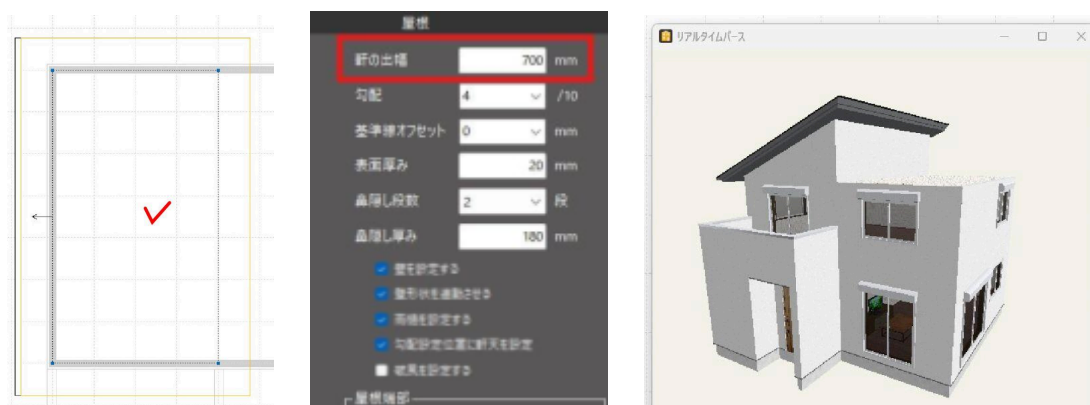 屋根
軒の出幅 700 mm
勾配 4 /10
基準線オフセット 0 mm
表面厚み 20 mm
鼻隠し段数 2 段
鼻隠し厚み 180 mm
壁を設定する
壁形状を連動させる
雨樋を設定する
勾配設定位置に軒天を設定
破風を設定する
屋根端部
リアルタイムパース